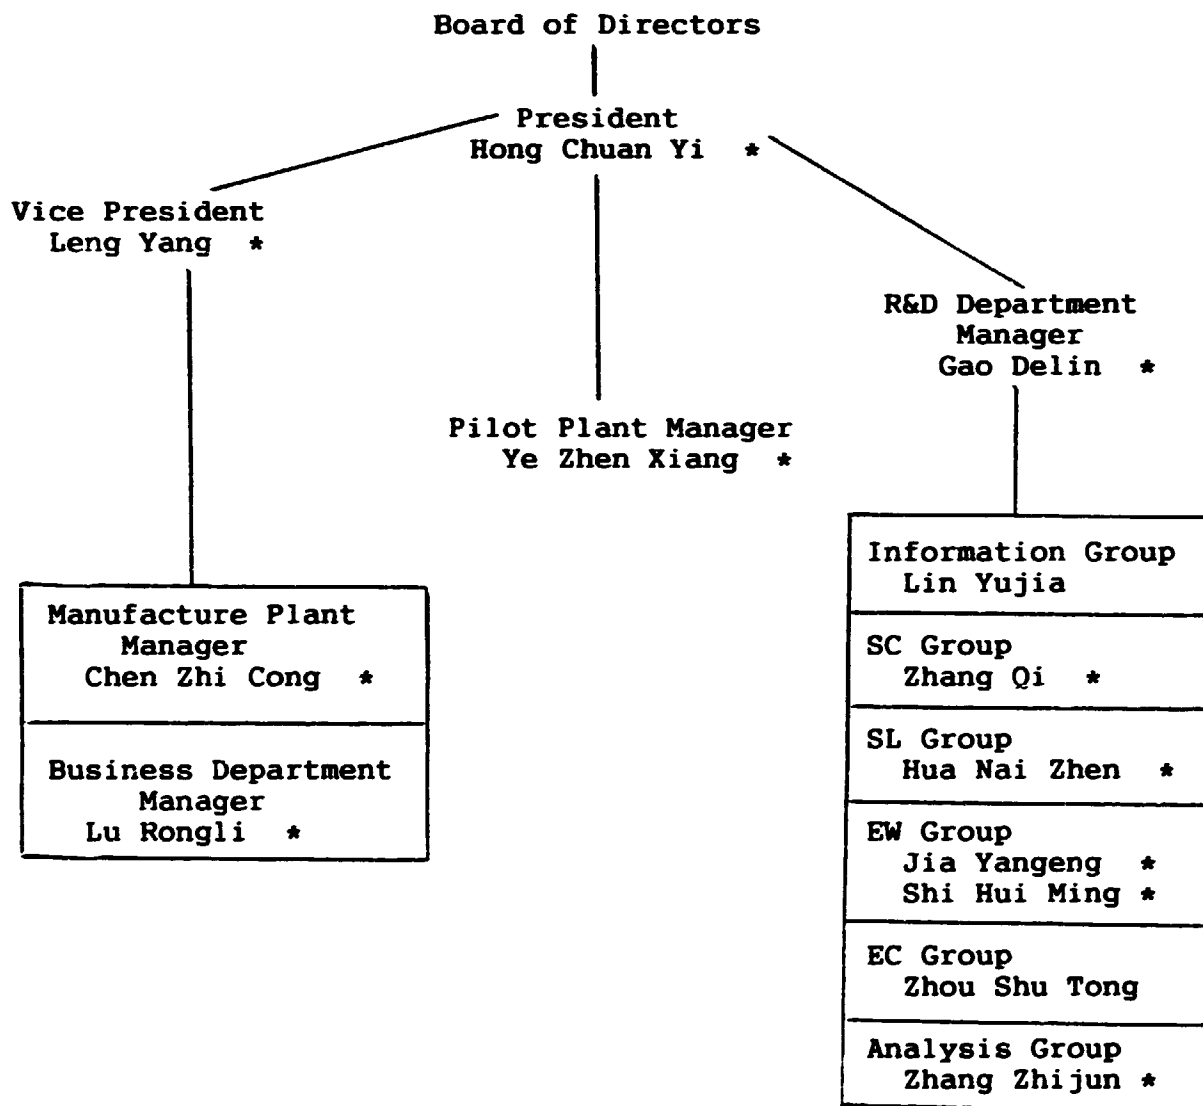 Board of Directors
President
Hong Chuan Yi *
Vice President
Leng Yang *
R&D Department
Manager
Gao Delin *
Pilot Plant Manager
Ye Zhen Xiang *
Manufacture Plant
Manager
Chen Zhi Cong *
Business Department
Manager
Lu Rongli *
Information Group
Lin Yujia
SC Group
Zhang Qi *
SL Group
Hua Nai Zhen *
EW Group
Jia Yangeng *
Shi Hui Ming *
EC Group
Zhou Shu Tong
Analysis Group
Zhang Zhijun *